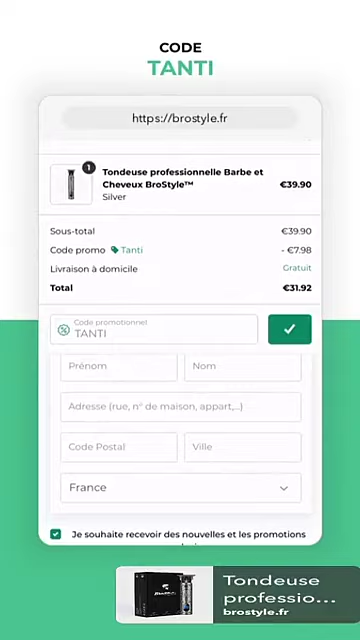 CODE
TANTI
https://brostyle.fr
1
Tondeuse professionnelle Barbe et
Cheveux BroStyle™
€39.90
Silver
Sous-total €39.90
Code promo Tanti - €7.98
Livraison à domicile Gratuit
Total €31.92
Code promotionnel
TANTI
Prénom Nom
Adresse (rue, n° de maison, appart,...)
Code Postal Ville
France
Je souhaite recevoir des nouvelles et les promotions
Tondeuse
professio...
brostyle.fr